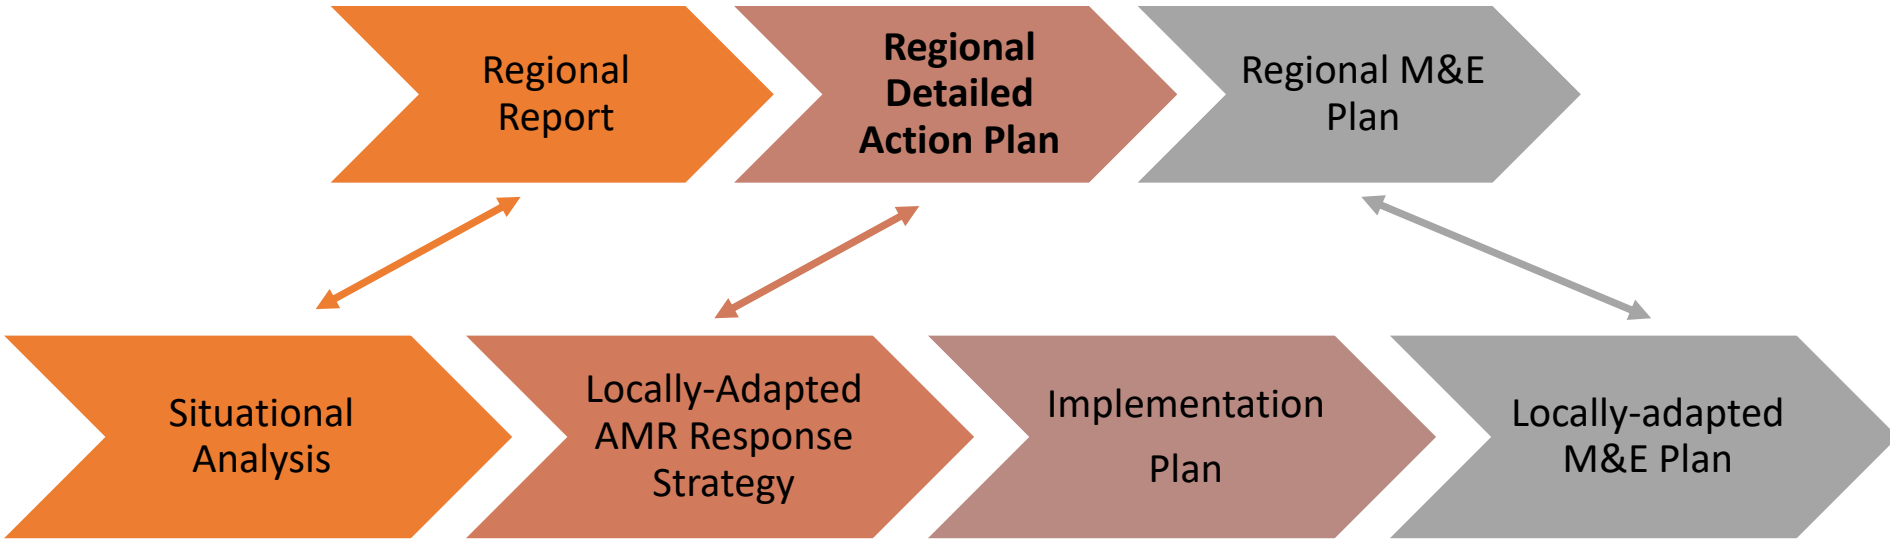 Regional
Report
Regional
Detailed
Action Plan
Regional M&E
Plan
Situational
Analysis
Locally-Adapted
AMR Response
Strategy
Implementation
Plan
Locally-adapted
M&E Plan